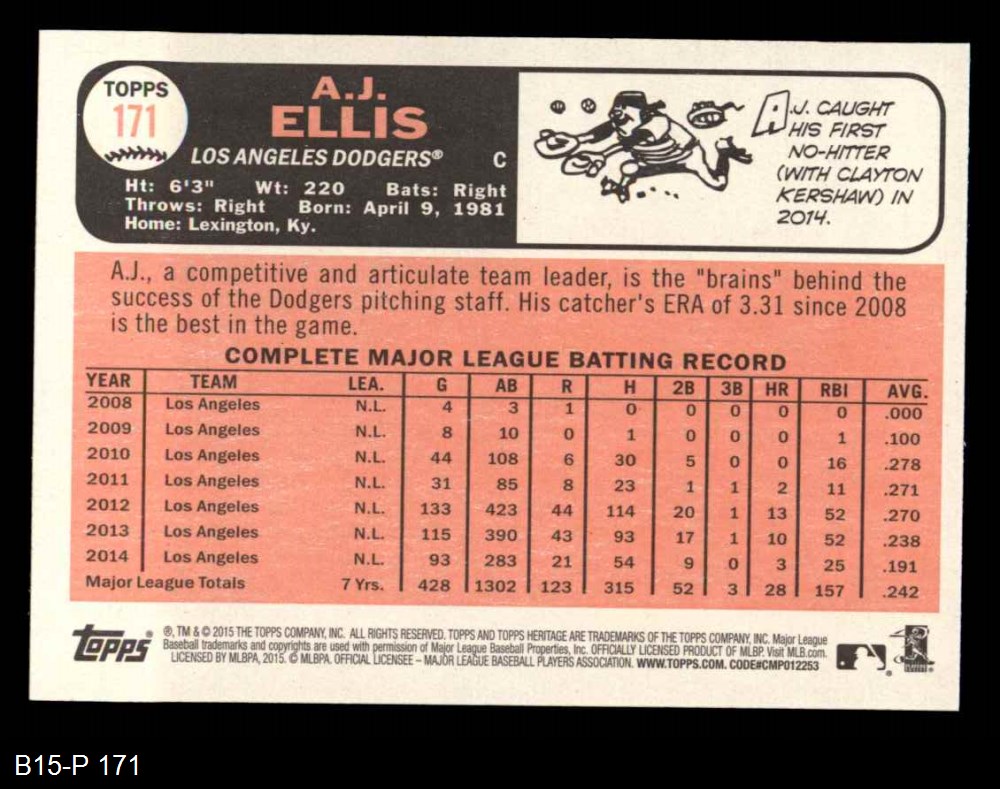 TOPPS
171
A.J.
ELLIS
LOS ANGELES DODGERS® C
Ht: 6'3" Wt: 220 Bats: Right
Throws: Right Born: April 9, 1981
Home: Lexington, Ky.
A.J. CAUGHT
HIS FIRST
NO-HITTER
(WITH CLAYTON
KERSHAW) IN
2014.
A.J., a competitive and articulate team leader, is the "brains" behind the
success of the Dodgers pitching staff. His catcher's ERA of 3.31 since 2008
is the best in the game.
COMPLETE MAJOR LEAGUE BATTING RECORD
YEAR TEAM LEA. G AB R H 2B 3B HR RBI AVG.
2008 Los Angeles N.L. 4 3 1 0 0 0 0 0 .000
2009 Los Angeles N.L. 8 10 0 1 0 0 0 1 .100
2010 Los Angeles N.L. 44 108 6 30 5 0 0 16 .278
2011 Los Angeles N.L. 31 85 8 23 1 1 2 11 .271
2012 Los Angeles N.L. 133 423 44 114 20 1 13 52 .270
2013 Los Angeles N.L. 115 390 43 93 17 1 10 52 .238
2014 Los Angeles N.L. 93 283 21 54 9 0 3 25 .191
Major League Totals 7 Yrs. 428 1302 123 315 52 3 28 157 .242
topps®
®, TM & © 2015 THE TOPPS COMPANY, INC. ALL RIGHTS RESERVED. TOPPS AND TOPPS HERITAGE ARE TRADEMARKS OF THE TOPPS COMPANY, INC. Major League
Baseball trademarks and copyrights are used with permission of Major League Baseball Properties, Inc. OFFICIALLY LICENSED PRODUCT OF MLBP. Visit MLB.com.
LICENSED BY MLBPA, 2015. © MLBPA. OFFICIAL LICENSEE – MAJOR LEAGUE BASEBALL PLAYERS ASSOCIATION. WWW.TOPPS.COM. CODE#CMP012253
B15-P 171